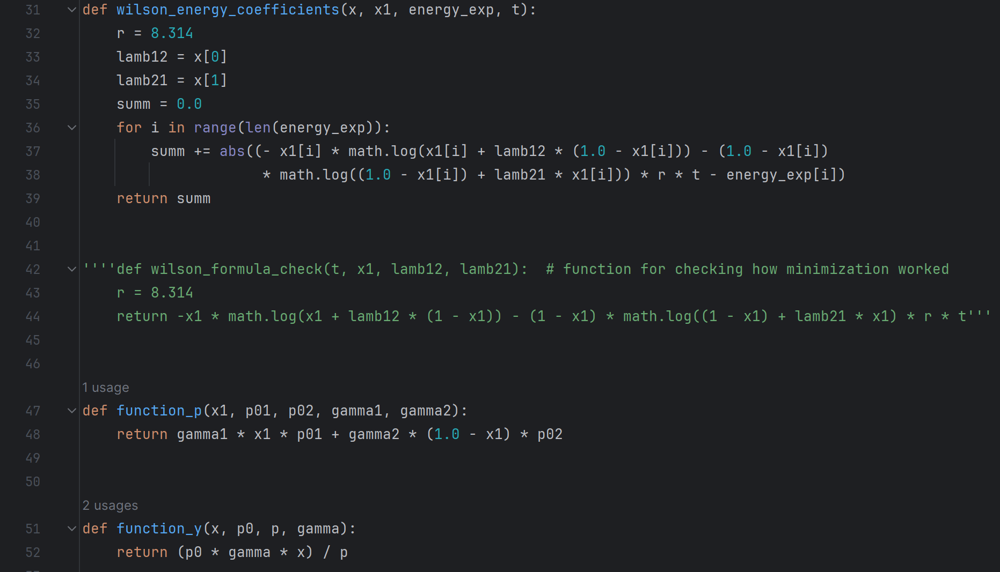 31 def wilson_energy_coefficients(x, x1, energy_exp, t):
32     r = 8.314
33     lamb12 = x[0]
34     lamb21 = x[1]
35     summ = 0.0
36     for i in range(len(energy_exp)):
37         summ += abs((- x1[i] * math.log(x1[i] + lamb12 * (1.0 - x1[i])) - (1.0 - x1[i])
38                      * math.log((1.0 - x1[i]) + lamb21 * x1[i])) * r * t - energy_exp[i])
39     return summ
40
41
42 ''''def wilson_formula_check(t, x1, lamb12, lamb21):  # function for checking how minimization worked
43     r = 8.314
44     return -x1 * math.log(x1 + lamb12 * (1 - x1)) - (1 - x1) * math.log((1 - x1) + lamb21 * x1) * r * t'''
45
46
1 usage
47 def function_p(x1, p01, p02, gamma1, gamma2):
48     return gamma1 * x1 * p01 + gamma2 * (1.0 - x1) * p02
49
50
2 usages
51 def function_y(x, p0, p, gamma):
52     return (p0 * gamma * x) / p